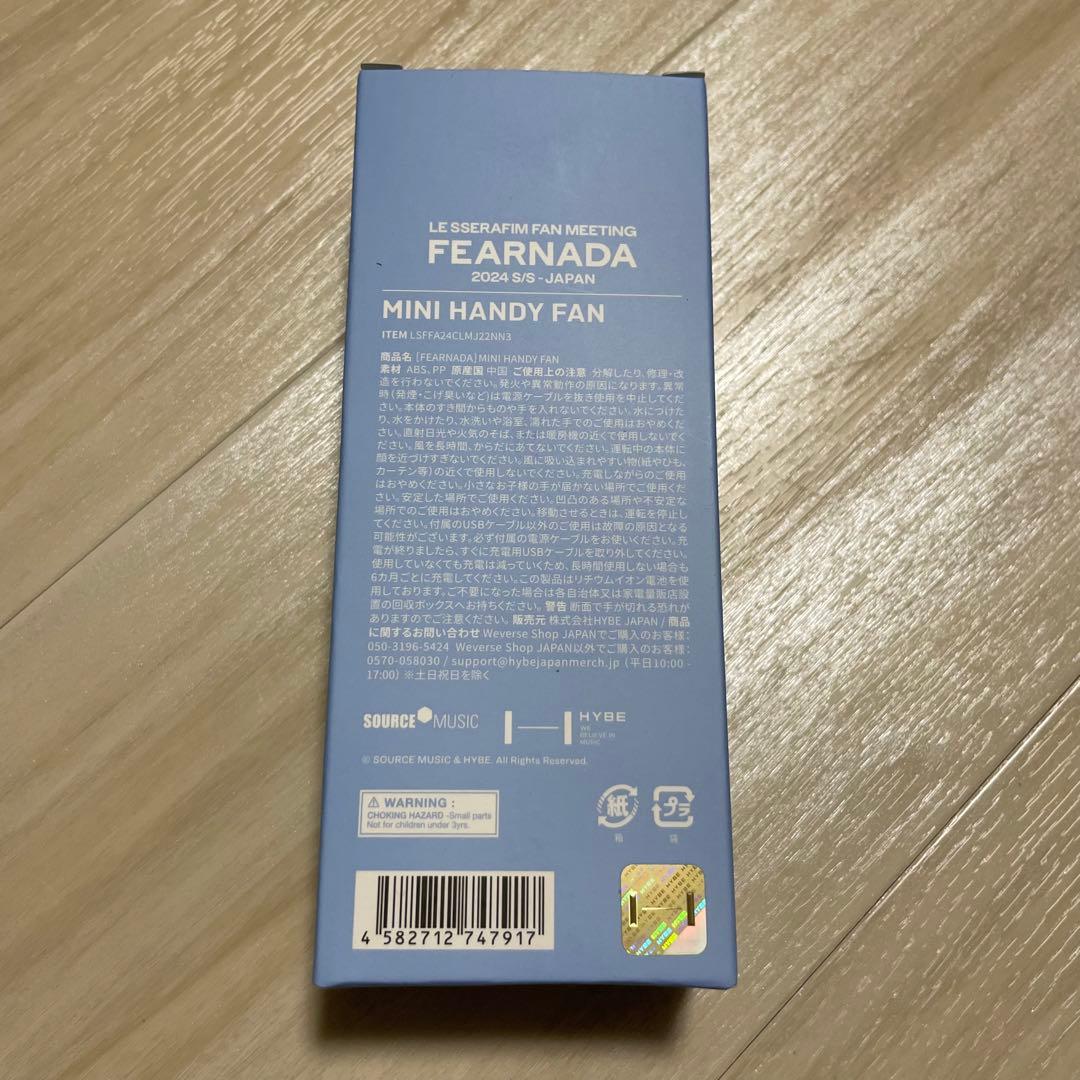 LE SSERAFIM FAN MEETING
FEARNADA
2024 S/S - JAPAN
MINI HANDY FAN
ITEM LSFFA24CLMJ22NN3
商品名 [FEARNADA] MINI HANDY FAN
素材 ABS、PP 原産国 中国 ご使用上の注意 分解したり、修理・改
造を行わないでください。発火や異常動作の原因になります。異常
時(発煙・こげ臭いなど)は電源ケーブルを抜き使用を中止してくだ
さい。本体のすき間からものや手を入れないでください。水につけた
り、水をかけたり、水洗いや浴室、濡れた手でのご使用はおやめくださ
い。直射日光や火気のそば、または暖房機の近くで使用しないでく
ださい。風を長時間、からだにあてないでください。運転中の本体に
顔を近づけすぎないでください。風に吸い込まれやすい物(紙やひも、
カーテン等)の近くで使用しないでください。充電しながらのご使用
はおやめください。小さなお子様の手が届かない場所でご使用くださ
い。安定した場所でご使用ください。凹凸のある場所や不安定な
場所でのご使用はおやめください。移動させるときは、運転を停止し
てください。付属のUSBケーブル以外のご使用は故障の原因となる
可能性がございます。必ず付属の電源ケーブルをお使いください。充
電が終りましたら、すぐに充電用USBケーブルを取り外してください。
使用していなくても充電は減っていくため、長時間使用しない場合も
6カ月ごとに充電してください。この製品はリチウムイオン電池を使
用しております。ご不要になった場合は各自治体又は家電量販店設
置の回収ボックスへお持ちください。警告 断面で手が切れる恐れが
ありますのでご注意ください。販売元 株式会社HYBE JAPAN / 商品
に関するお問い合わせ Weverse Shop JAPANでご購入のお客様:
050-3196-5424 Weverse Shop JAPAN以外でご購入のお客様:
0570-058030 / support@hybejapanmerch.jp (平日10:00 -
17:00) ※土日祝日を除く
SOURCE MUSIC
HYBE
WE
BELIEVE IN
MUSIC
© SOURCE MUSIC & HYBE. All Rights Reserved.
WARNING :
CHOKING HAZARD -Small parts
Not for children under 3yrs.
紙
箱
プラ
袋
4 582712 747917
HYBE